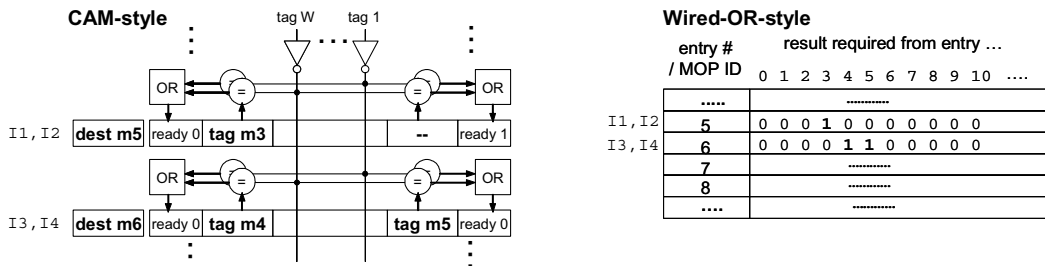 CAM-style
tag W
tag 1
OR
=
=
=
=
OR
I1,I2
dest m5
ready 0
tag m3
--
ready 1
OR
=
=
=
=
OR
I3,I4
dest m6
ready 0
tag m4
tag m5
ready 0
Wired-OR-style
entry # result required from entry …
/ MOP ID 0 1 2 3 4 5 6 7 8 9 10 ....
.....
I1,I2 5 0 0 0 1 0 0 0 0 0 0 0
I3,I4 6 0 0 0 0 1 1 0 0 0 0 0
7
8
....